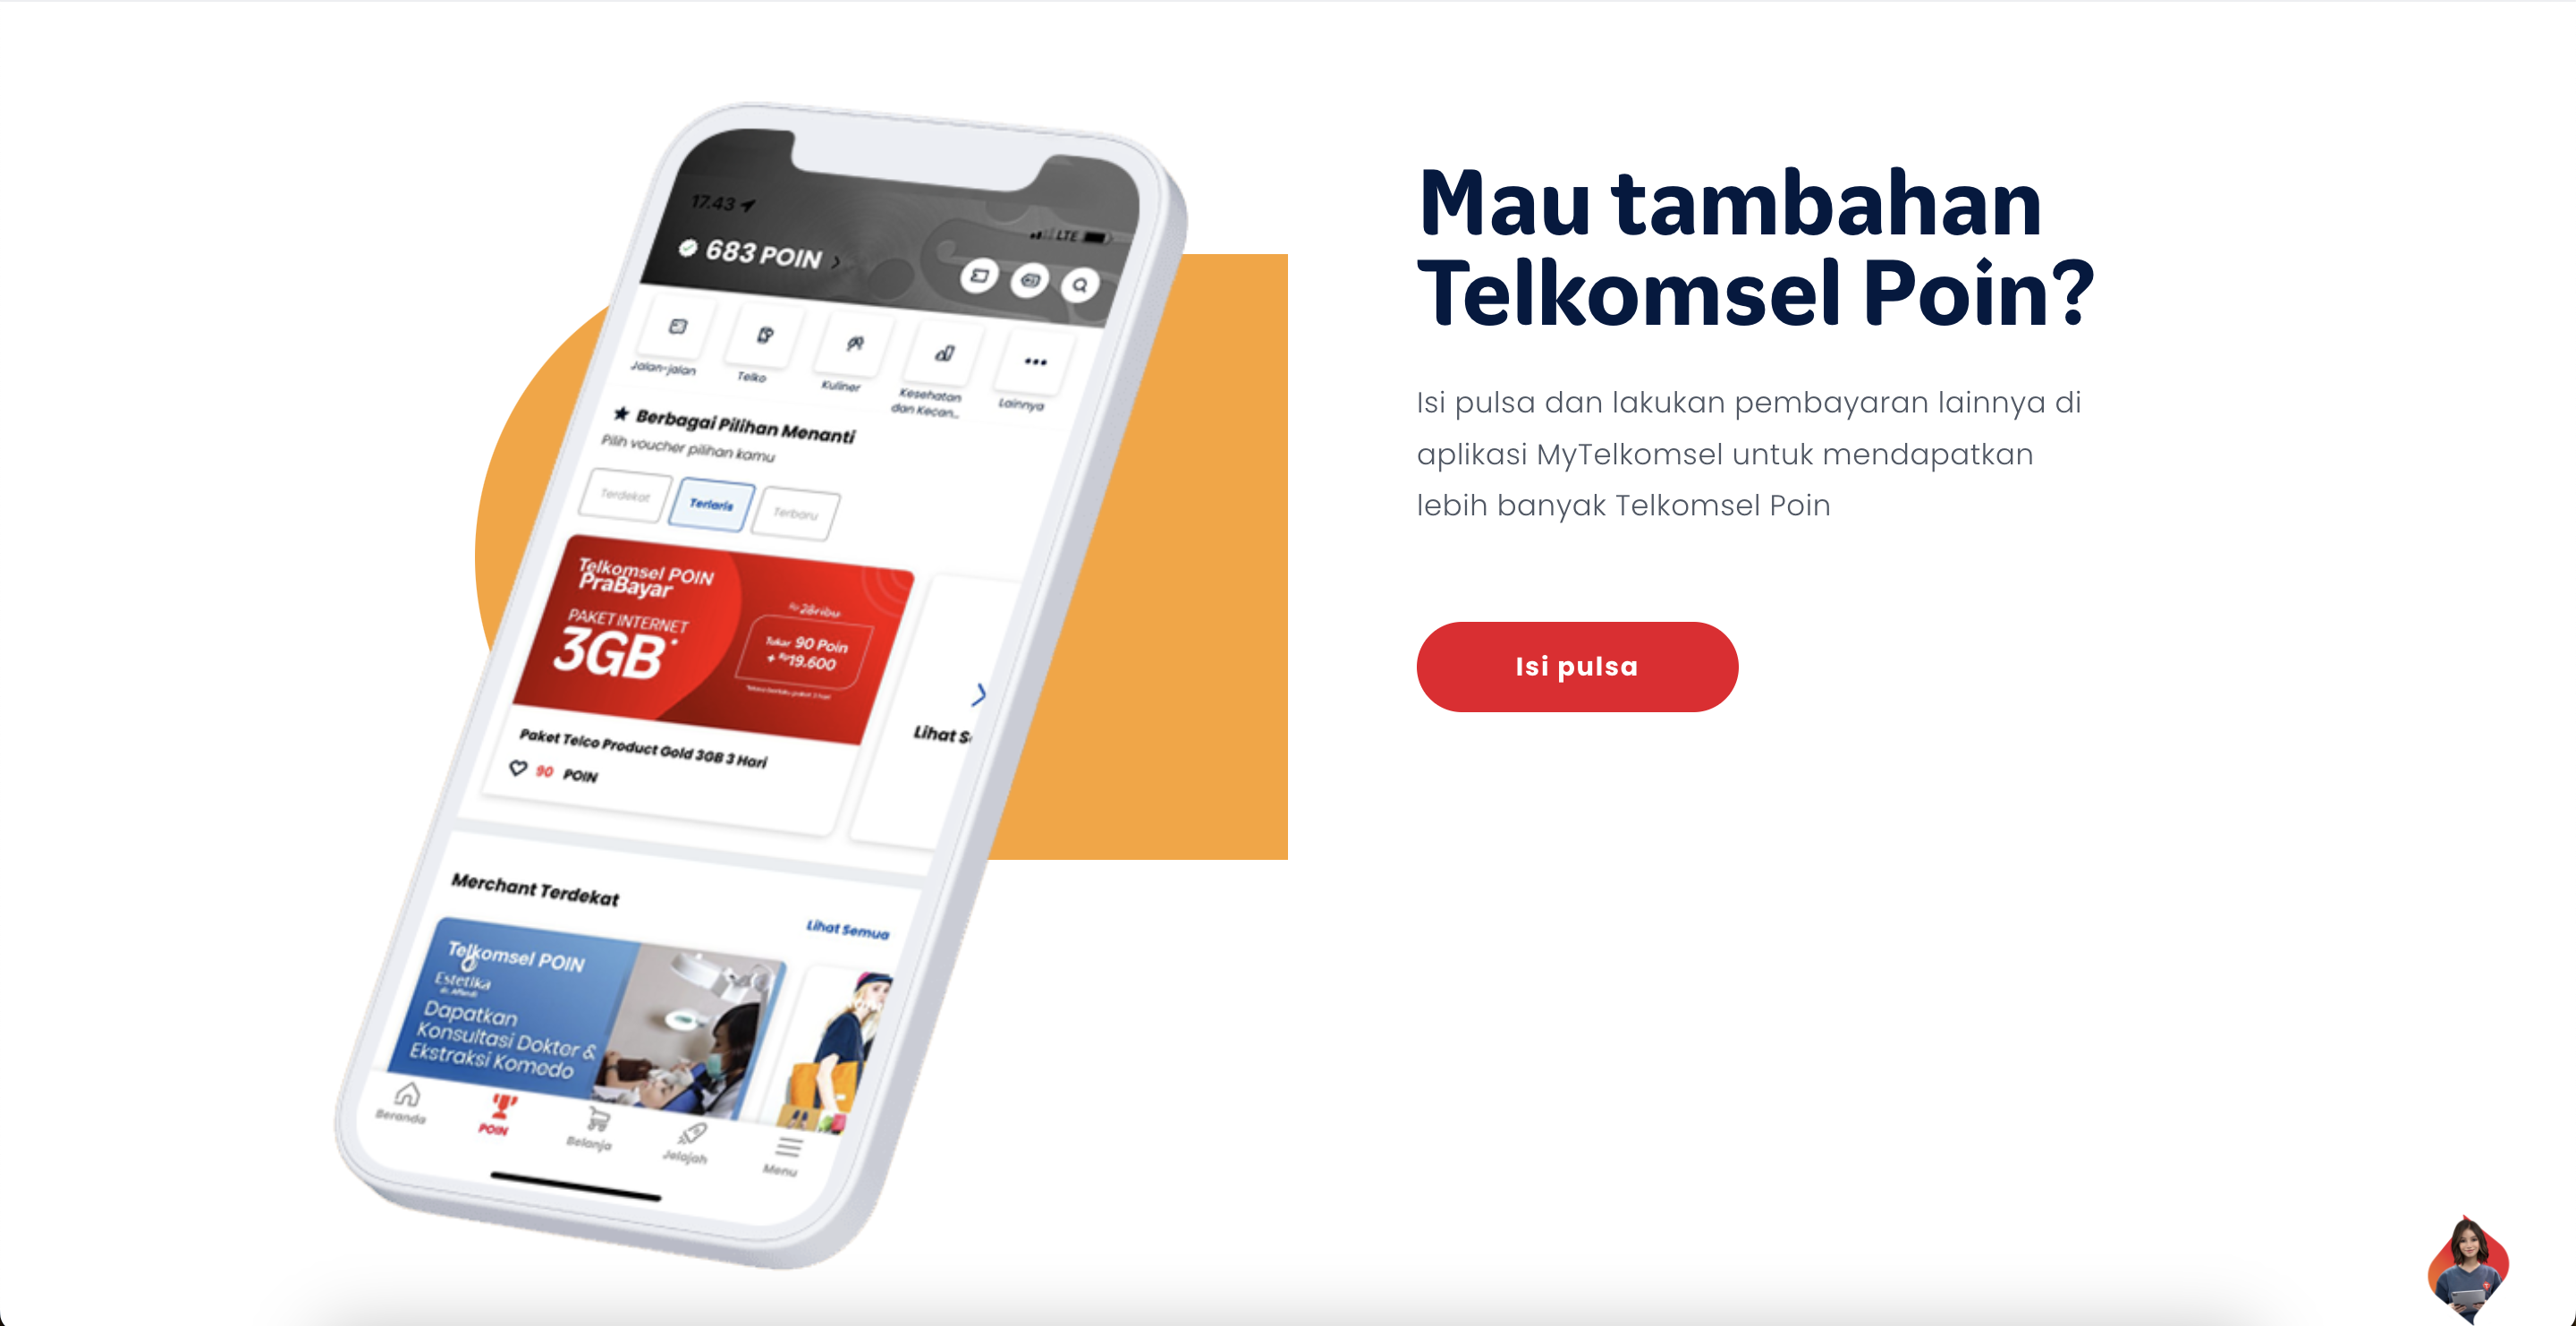 17.43
LTE
683 POIN
Jalan-jalan
Telko
Kuliner
Kesehatan
dan Kecan...
Lainnya
Berbagai Pilihan Menanti
Pilih voucher pilihan kamu
Terdekat
Terlaris
Terbaru
Telkomsel POIN
PraBayar
PAKET INTERNET
3GB*
Rp 28ribu
Tukar 90 Poin
+ Rp19.600
Lihat S
Paket Telco Product Gold 3GB 3 Hari
90 POIN
Merchant Terdekat
Lihat Semua
Telkomsel POIN
Estetika
Dapatkan
Konsultasi Dokter &
Ekstraksi Komedo
Beranda
POIN
Belanja
Jelajah
Menu
Mau tambahan
Telkomsel Poin?
Isi pulsa dan lakukan pembayaran lainnya di
aplikasi MyTelkomsel untuk mendapatkan
lebih banyak Telkomsel Poin
Isi pulsa